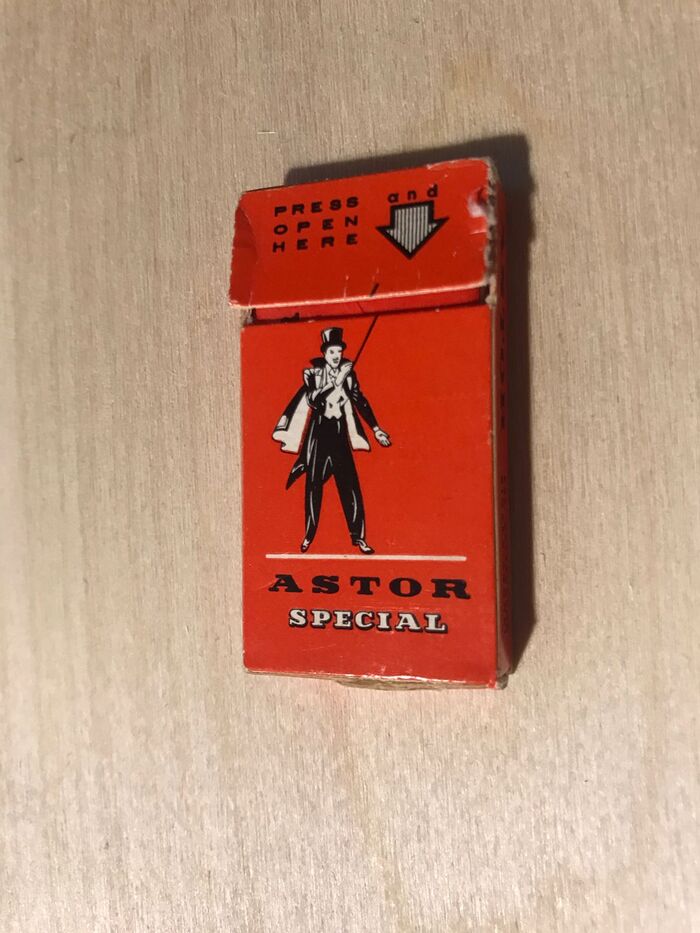 PRESS and
OPEN
HERE
ASTOR
SPECIAL